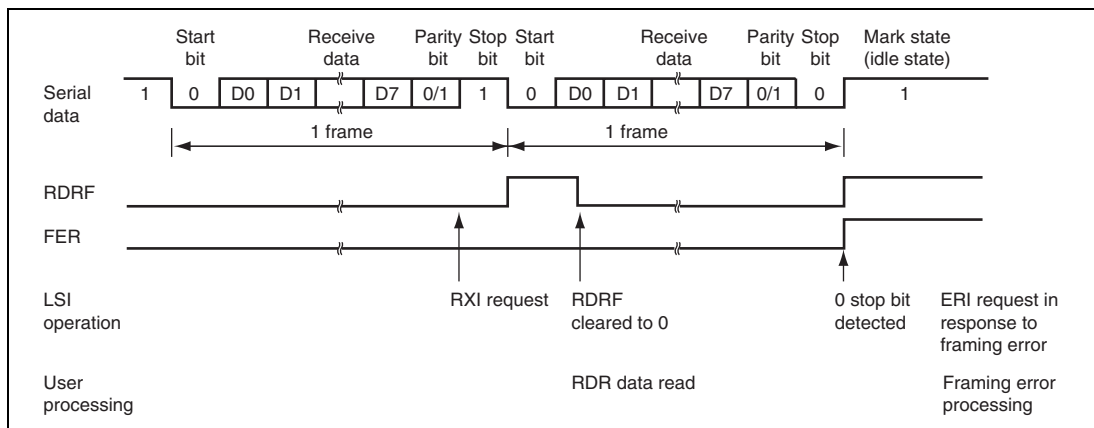 Start bit Receive data Parity bit Stop bit Start bit Receive data Parity bit Stop bit Mark state (idle state)
Serial data 1 0 D0 D1 D7 0/1 1 0 D0 D1 D7 0/1 0 1
1 frame 1 frame
RDRF
FER
LSI operation RXI request RDRF cleared to 0 0 stop bit detected ERI request in response to framing error
User processing RDR data read Framing error processing